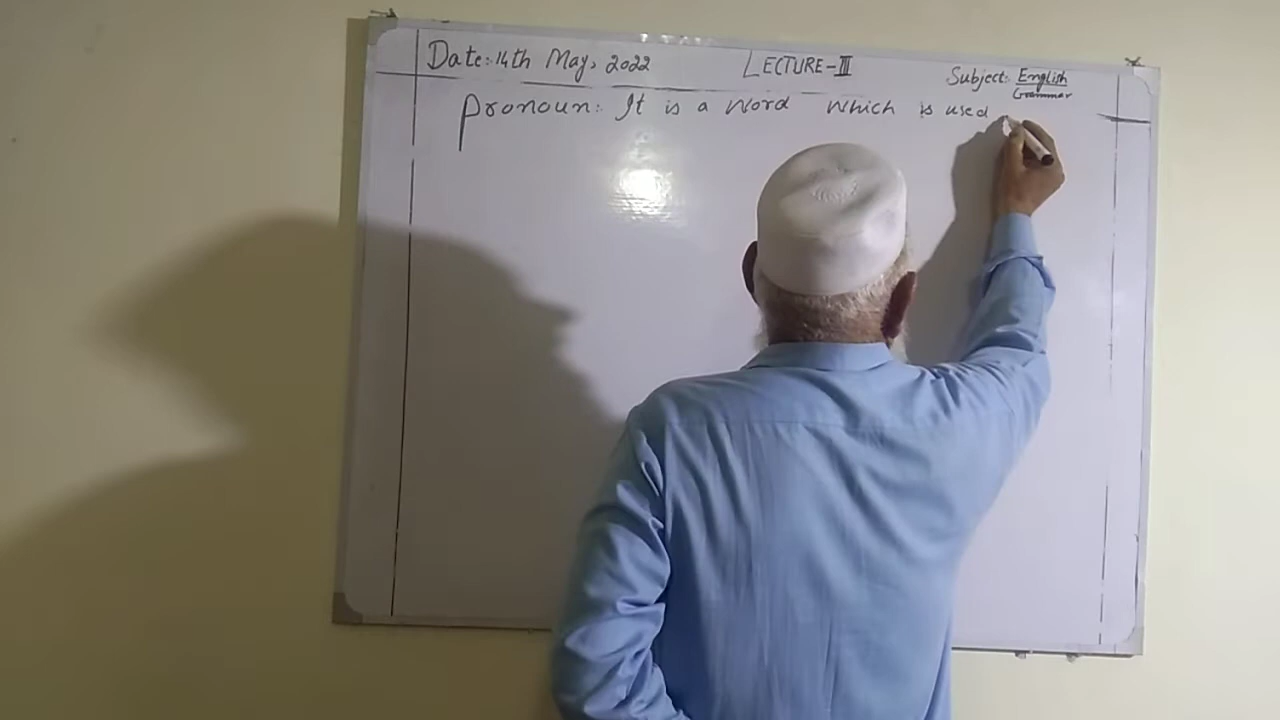 Date: 14th May, 2022 LECTURE-III Subject: English
Grammar
Pronoun: It is a Word Which is used